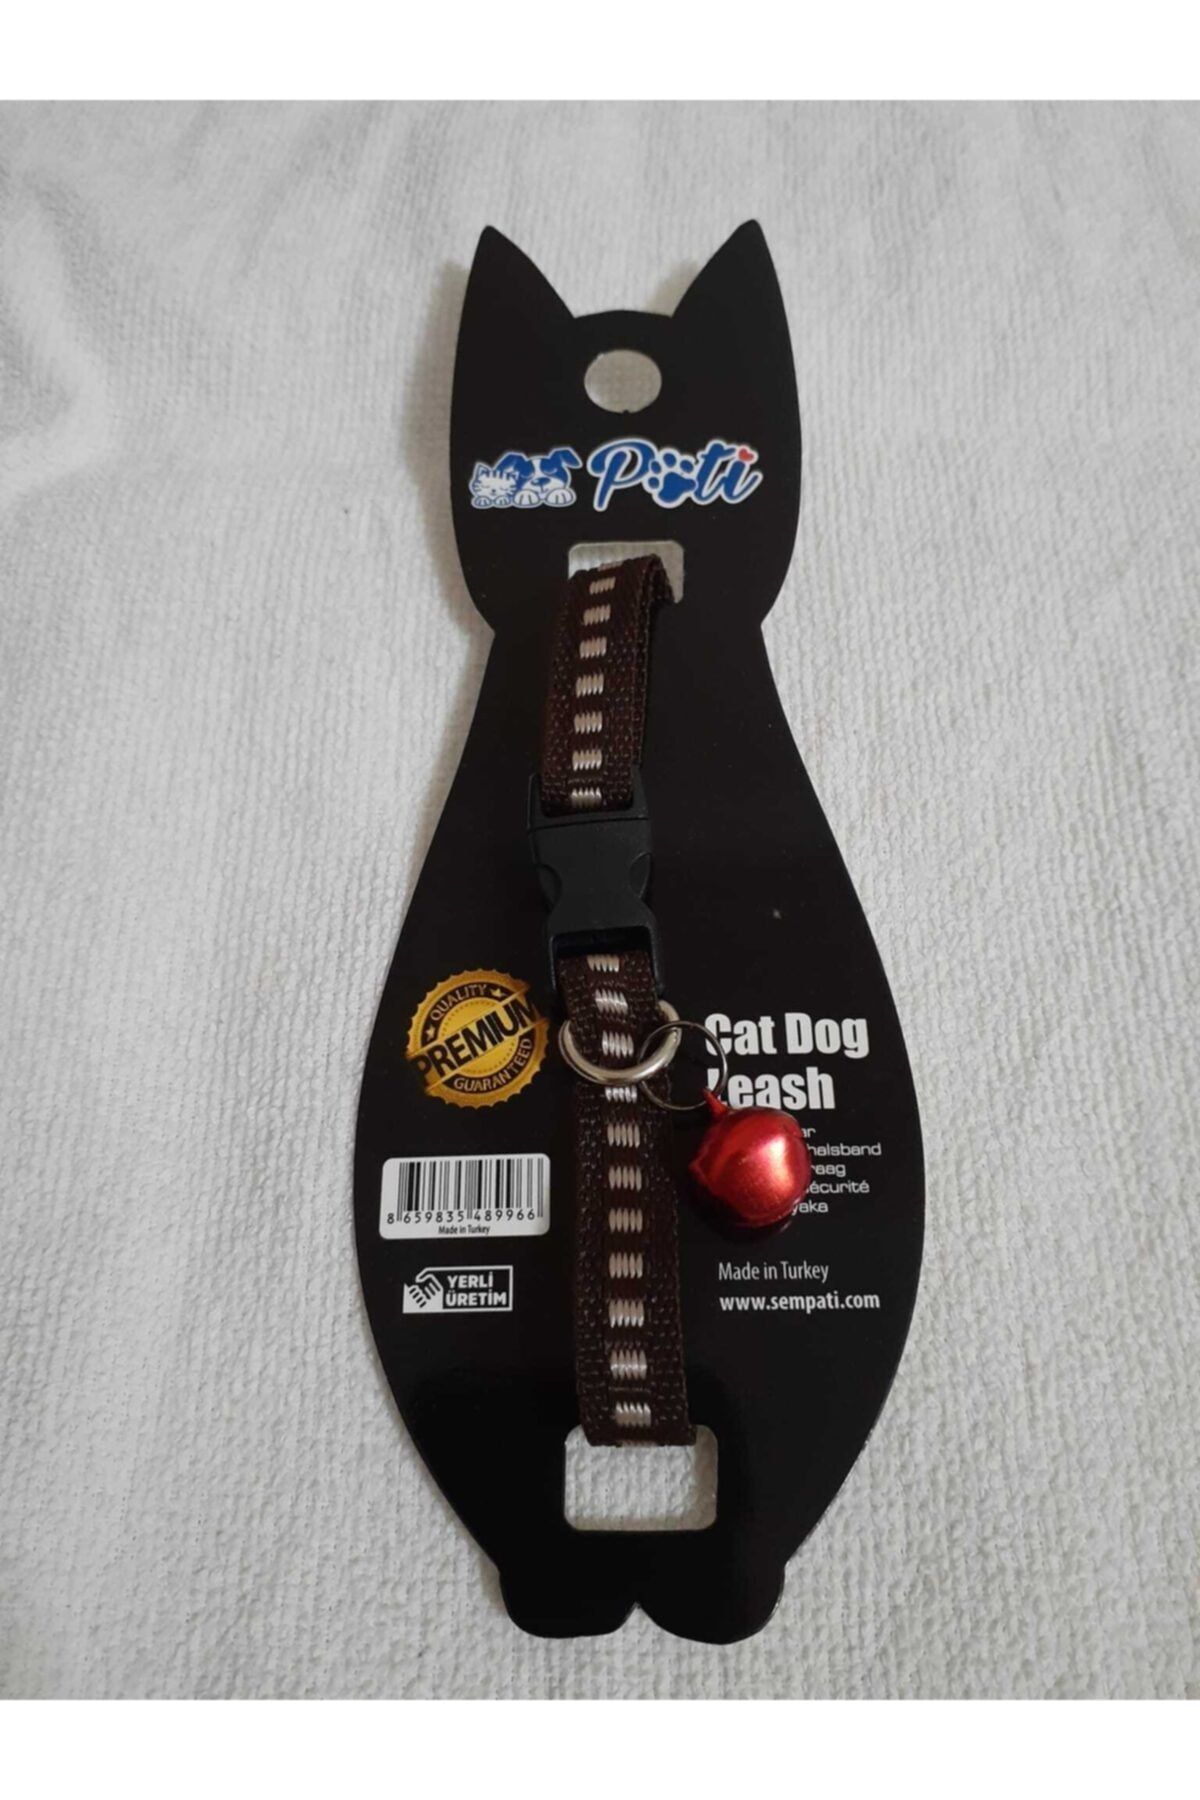 Pati
QUALITY
PREMIUM
GUARANTEED
Cat Dog
Leash
halsband
8 659835 489966
Made in Turkey
YERLİ
ÜRETİM
Made in Turkey
www.sempati.com